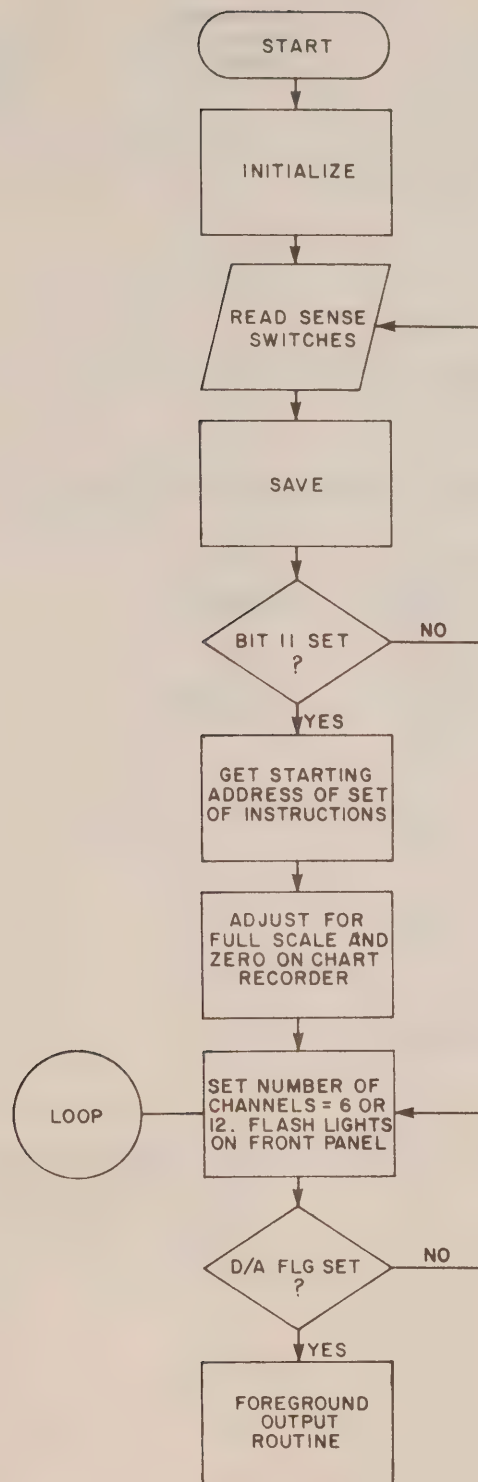 START
INITIALIZE
READ SENSE
SWITCHES
SAVE
BIT 11 SET
?
NO
YES
GET STARTING
ADDRESS OF SET
OF INSTRUCTIONS
ADJUST FOR
FULL SCALE AND
ZERO ON CHART
RECORDER
LOOP
SET NUMBER OF
CHANNELS = 6 OR
12. FLASH LIGHTS
ON FRONT PANEL
D/A FLG SET
?
NO
YES
FOREGROUND
OUTPUT
ROUTINE